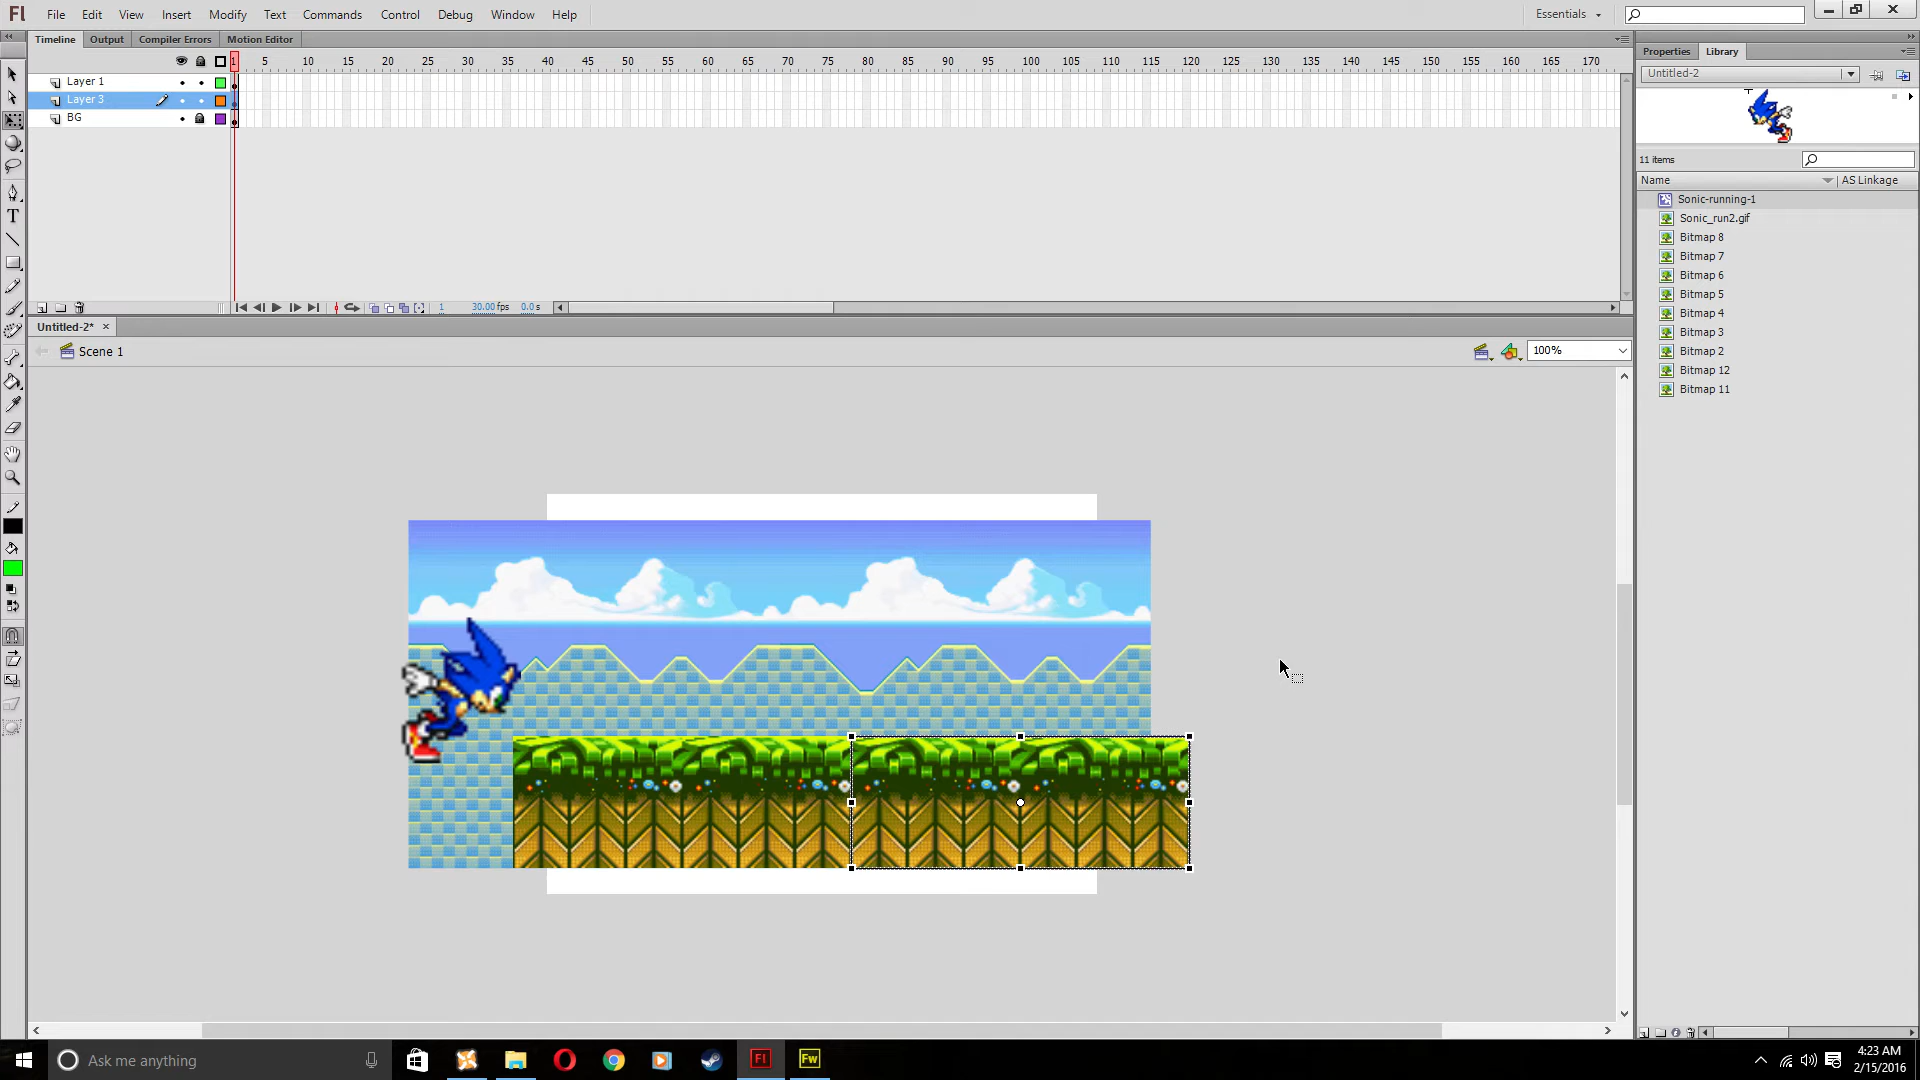 Fl File Edit View Insert Modify Text Commands Control Debug Window Help Essentials
Timeline Output Compiler Errors Motion Editor
1 5 10 15 20 25 30 35 40 45 50 55 60 65 70 75 80 85 90 95 100 105 110 115 120 125 130 135 140 145 150 155 160 165 170
Layer 1
Layer 3
BG
1 30.00 fps 0.0 s
Untitled-2* ×
Scene 1
100%
Properties Library
Untitled-2
11 items
Name AS Linkage
Sonic-running-1
Sonic_run2.gif
Bitmap 8
Bitmap 7
Bitmap 6
Bitmap 5
Bitmap 4
Bitmap 3
Bitmap 2
Bitmap 12
Bitmap 11
T
Ask me anything
Fl
Fw
4:23 AM
2/15/2016